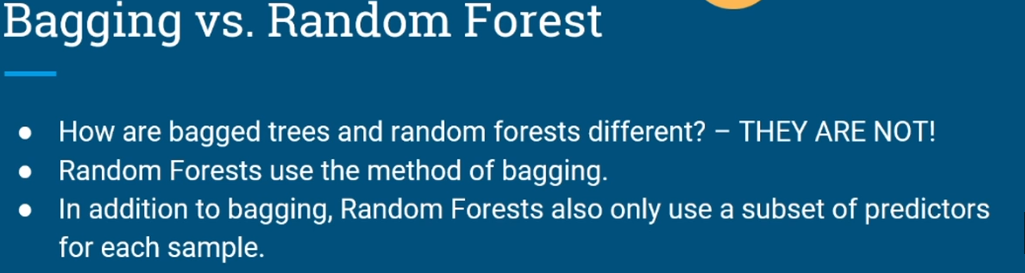 Bagging vs. Random Forest
● How are bagged trees and random forests different? – THEY ARE NOT!
● Random Forests use the method of bagging.
● In addition to bagging, Random Forests also only use a subset of predictors
for each sample.